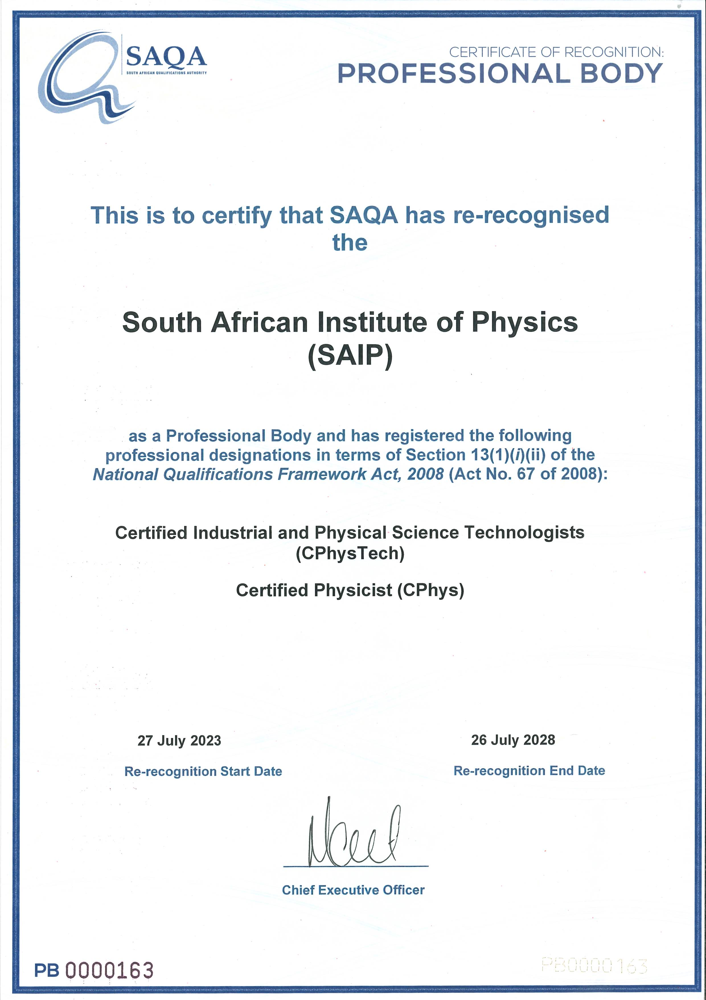 SAQA
SOUTH AFRICAN QUALIFICATIONS AUTHORITY
CERTIFICATE OF RECOGNITION:
PROFESSIONAL BODY
This is to certify that SAQA has re-recognised
the
South African Institute of Physics
(SAIP)
as a Professional Body and has registered the following
professional designations in terms of Section 13(1)(i)(ii) of the
National Qualifications Framework Act, 2008 (Act No. 67 of 2008):
Certified Industrial and Physical Science Technologists
(CPhysTech)
Certified Physicist (CPhys)
27 July 2023
26 July 2028
Re-recognition Start Date
Re-recognition End Date
Chief Executive Officer
PB 0000163
PB0000163